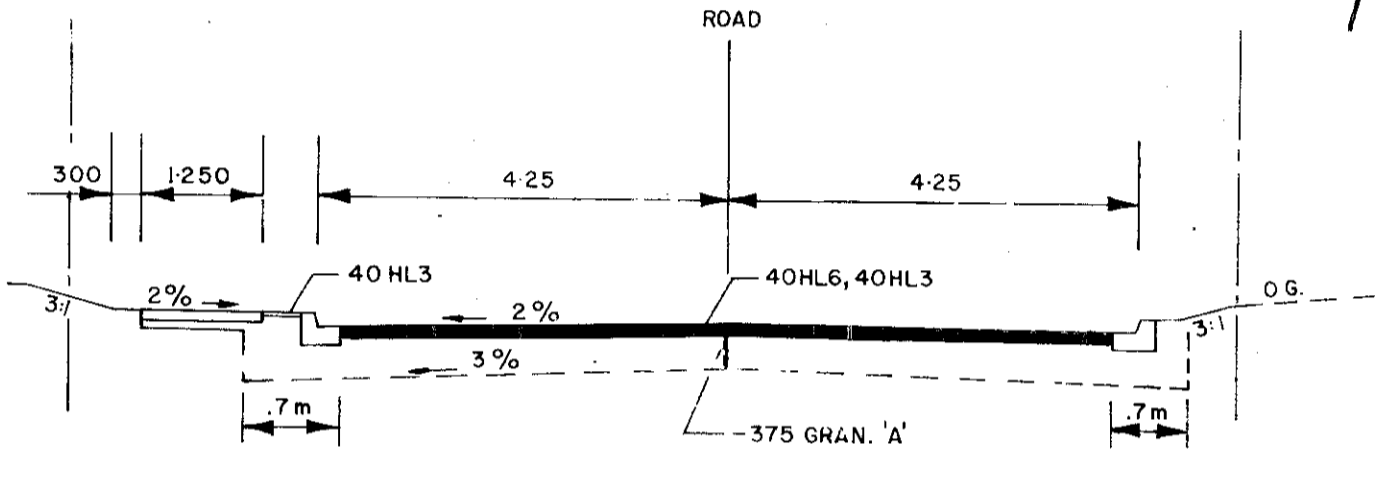 ROAD
300
1·250
4·25
4·25
40 HL3
40HL6, 40HL3
O G.
2%
2%
3:1
3:1
3%
.7 m
.7m
-375 GRAN. 'A'